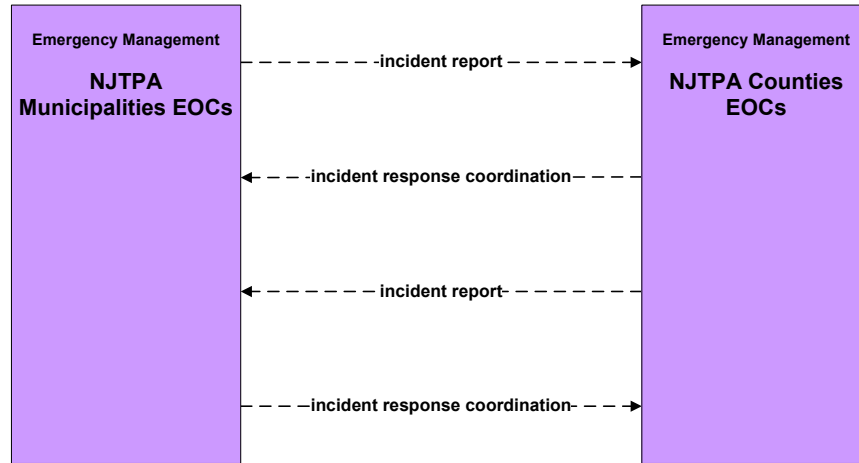 Emergency Management
NJTPA
Municipalities EOCs
Emergency Management
NJTPA Counties
EOCs
incident report
incident response coordination
incident report
incident response coordination